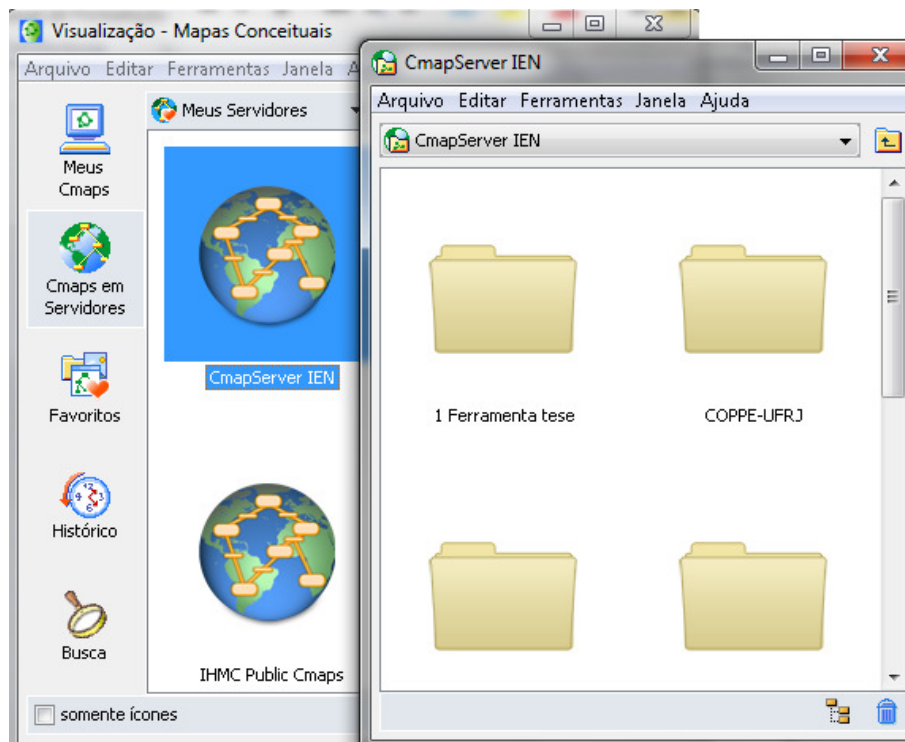 Visualização - Mapas Conceituais
Arquivo Editar Ferramentas Janela A
Meus Servidores
Meus
Cmaps
Cmaps em
Servidores
Favoritos
Histórico
Busca
CmapServer IEN
IHMC Public Cmaps
somente ícones
CmapServer IEN
Arquivo Editar Ferramentas Janela Ajuda
CmapServer IEN
1 Ferramenta tese
COPPE-UFRJ